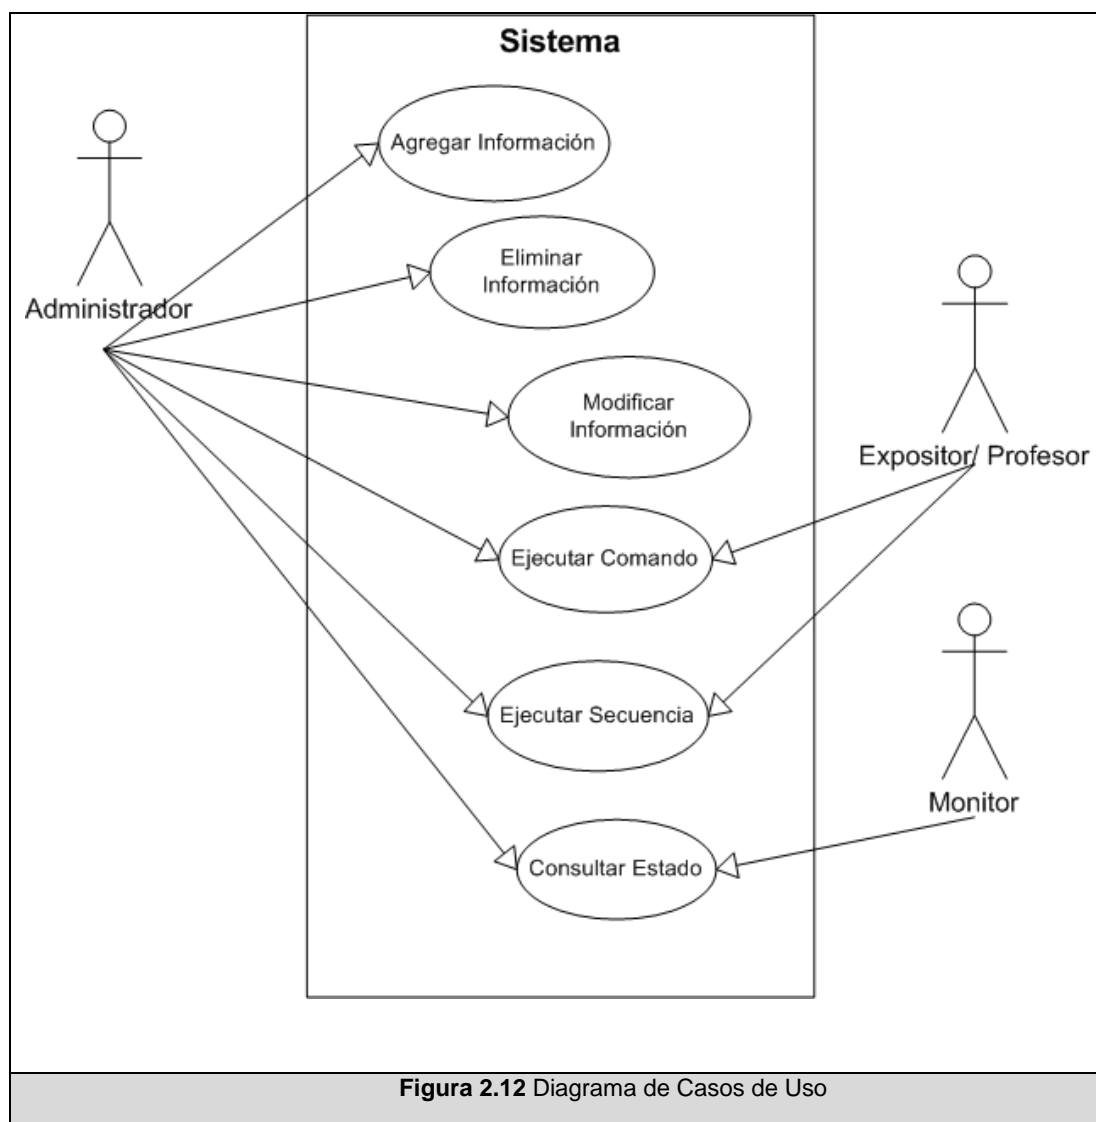 Sistema
Agregar Información
Eliminar
Información
Administrador
Modificar
Información
Expositor/ Profesor
Ejecutar Comando
Ejecutar Secuencia
Monitor
Consultar Estado
Figura 2.12 Diagrama de Casos de Uso